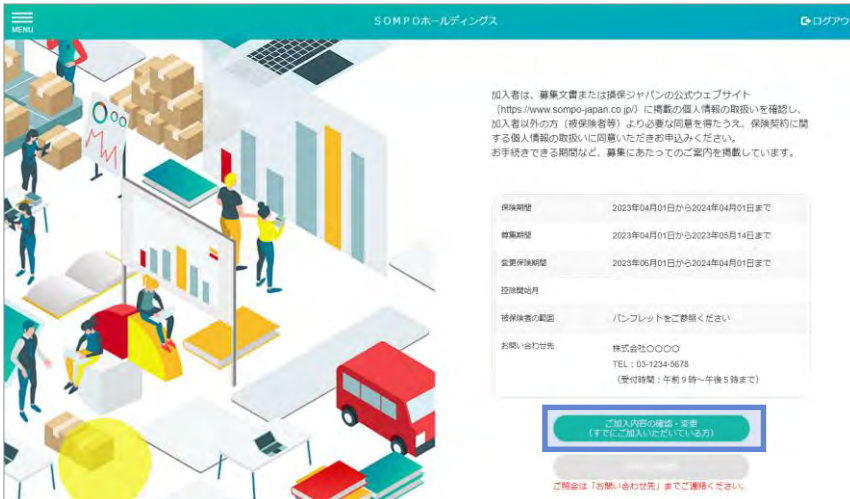 MENU
SOMPOホールディングス
ログアウ
加入者は、募集文書または損保ジャパンの公式ウェブサイト
（https://www.sompo-japan.co.jp/）に掲載の個人情報の取扱いを確認し、
加入者以外の方（被保険者等）より必要な同意を得たうえ、保険契約に関
する個人情報の取扱いに同意いただきお申込みください。
お手続きできる期間など、募集にあたってのご案内を掲載しています。
保険期間 2023年04月01日から2024年04月01日まで
募集期間 2023年04月01日から2023年05月14日まで
変更保険期間 2023年06月01日から2024年04月01日まで
控除開始月
被保険者の範囲 パンフレットをご参照ください
お問い合わせ先 株式会社○○○○
TEL：03-1234-5678
（受付時間：午前９時～午後５時まで）
ご加入内容の確認・変更
（すでにご加入いただいている方）
ご照会は「お問い合わせ先」までご連絡ください。